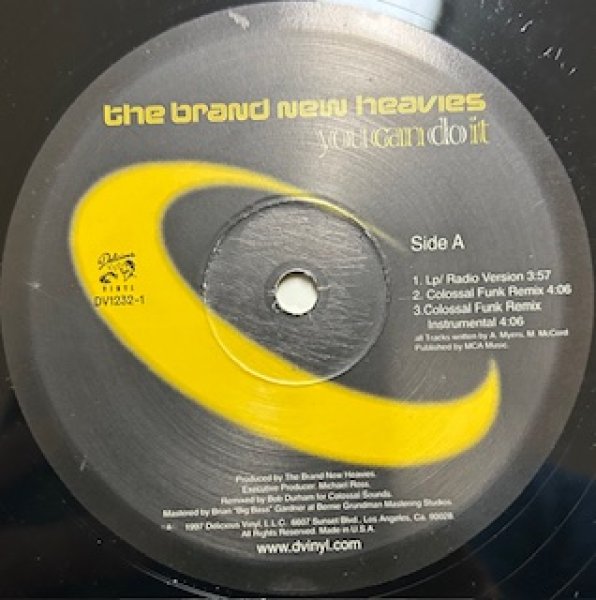 the brand new heavies
you can do it
Side A
1. Lp/ Radio Version 3:57
2. Colossal Funk Remix 4:06
3.Colossal Funk Remix
Instrumental 4:06
all Tracks written by A. Myers, M. McCord
Published by MCA Music.
Delicious
VINYL
DV1232-1
Produced by The Brand New Heavies.
Executive Producer: Michael Ross.
Remixed by Bob Durham for Colossal Sounds.
Mastered by Brian "Big Bass" Gardner at Bernie Grundman Mastering Studios.
1997 Delicious Vinyl, L.L.C. 6607 Sunset Blvd., Los Angeles, Ca. 90028.
All Rights Reserved. Made in U.S.A.
www.dvinyl.com